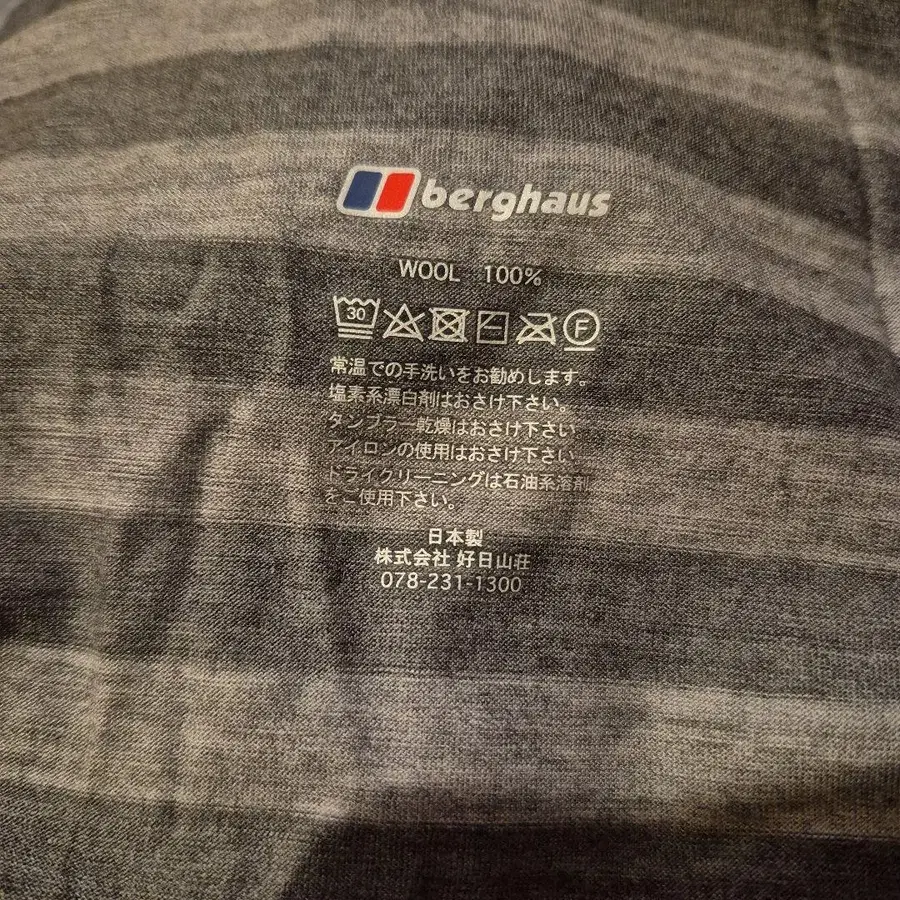 berghaus
WOOL 100%
30
F
常温での手洗いをお勧めします。
塩素系漂白剤はおさけ下さい。
タンブラー乾燥はおさけ下さい
アイロンの使用はおさけ下さい
ドライクリーニングは石油系溶剤
をご使用下さい。
日本製
株式会社 好日山荘
078-231-1300